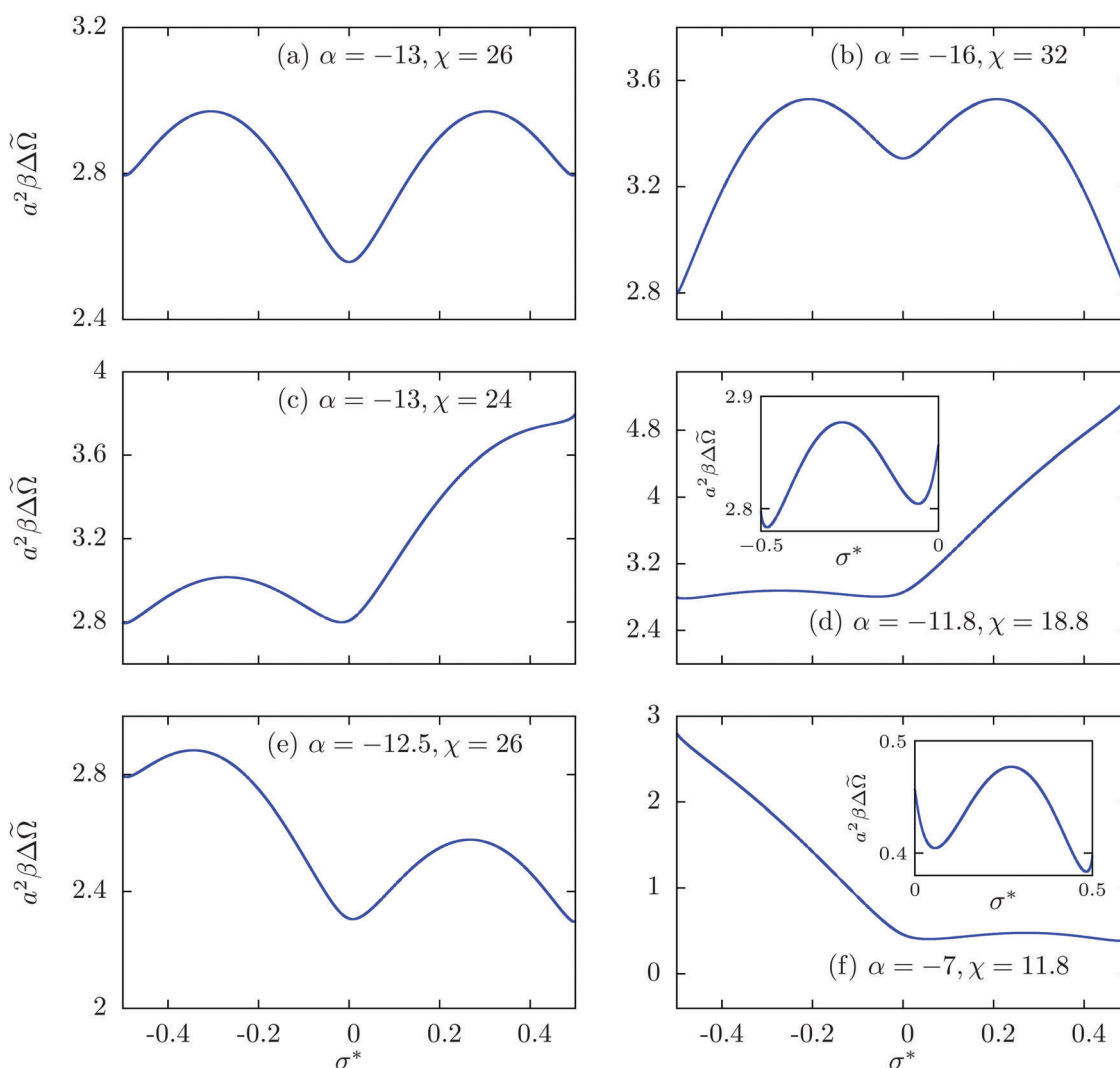 3.2
2.8
2.4
a²βΔΩ̃
(a) α = −13, χ = 26
3.6
3.2
2.8
(b) α = −16, χ = 32
4
3.6
3.2
2.8
a²βΔΩ̃
(c) α = −13, χ = 24
4.8
4
3.2
2.4
2.9
2.8
a²βΔΩ̃
−0.5 0
σ*
(d) α = −11.8, χ = 18.8
2.8
2.4
2
a²βΔΩ̃
(e) α = −12.5, χ = 26
-0.4 -0.2 0 0.2 0.4
σ*
3
2
1
0
0.5
0.4
a²βΔΩ̃
0 0.5
σ*
(f) α = −7, χ = 11.8
-0.4 -0.2 0 0.2 0.4
σ*